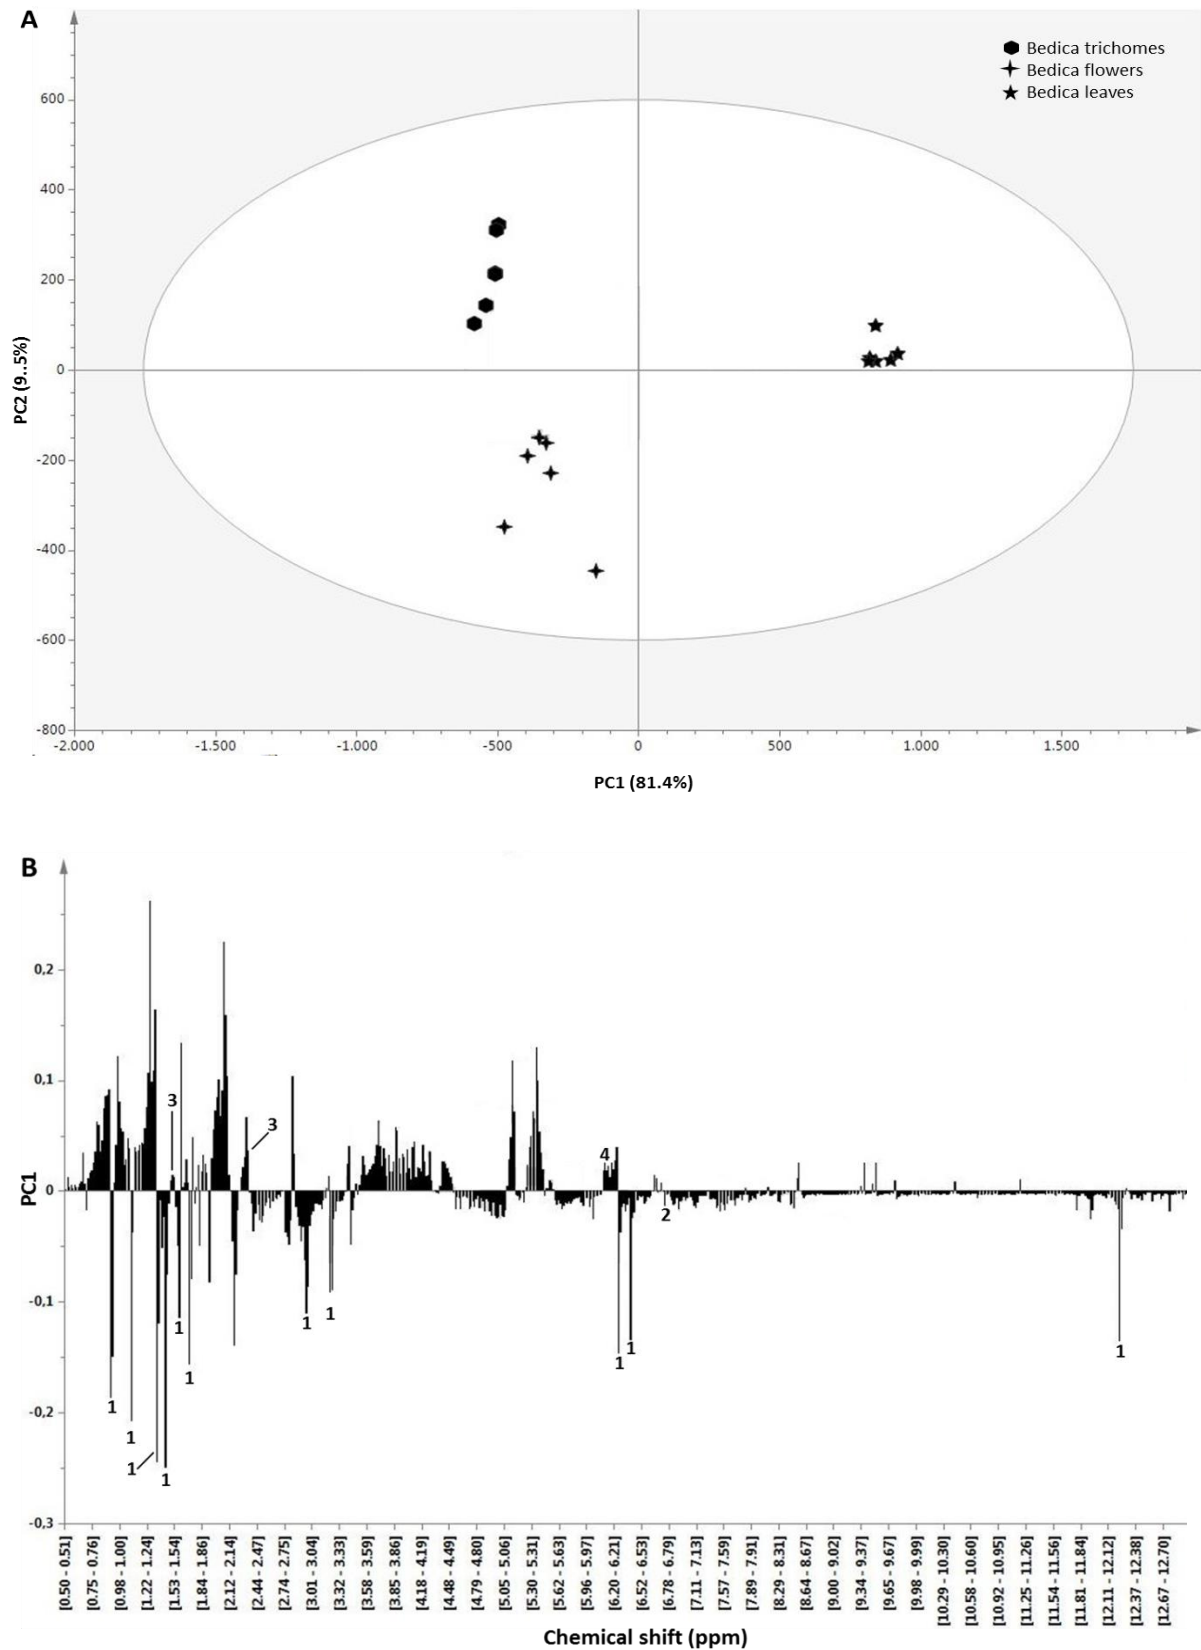 A
Bedica trichomes
Bedica flowers
Bedica leaves
600
400
200
0
-200
-400
-600
-800
PC2 (9..5%)
-2.000 -1.500 -1.000 -500 0 500 1.000 1.500
PC1 (81.4%)
B
0,2
0,1
0
-0,1
-0,2
-0,3
PC1
3
3
4
2
1
1
1
1
1
1
1
1
1
1
1
[0.50 - 0.51]
[0.75 - 0.76]
[0.98 - 1.00]
[1.22 - 1.24]
[1.53 - 1.54]
[1.84 - 1.86]
[2.12 - 2.14]
[2.44 - 2.47]
[2.74 - 2.75]
[3.01 - 3.04]
[3.32 - 3.33]
[3.58 - 3.59]
[3.85 - 3.86]
[4.18 - 4.19]
[4.48 - 4.49]
[4.79 - 4.80]
[5.05 - 5.06]
[5.30 - 5.31]
[5.62 - 5.63]
[5.96 - 5.97]
[6.20 - 6.21]
[6.52 - 6.53]
[6.78 - 6.79]
[7.11 - 7.13]
[7.57 - 7.59]
[7.89 - 7.91]
[8.29 - 8.31]
[8.64 - 8.67]
[9.00 - 9.02]
[9.34 - 9.37]
[9.65 - 9.67]
[9.98 - 9.99]
[10.29 - 10.30]
[10.58 - 10.60]
[10.92 - 10.95]
[11.25 - 11.26]
[11.54 - 11.56]
[11.81 - 11.84]
[12.11 - 12.12]
[12.37 - 12.38]
[12.67 - 12.70]
Chemical shift (ppm)